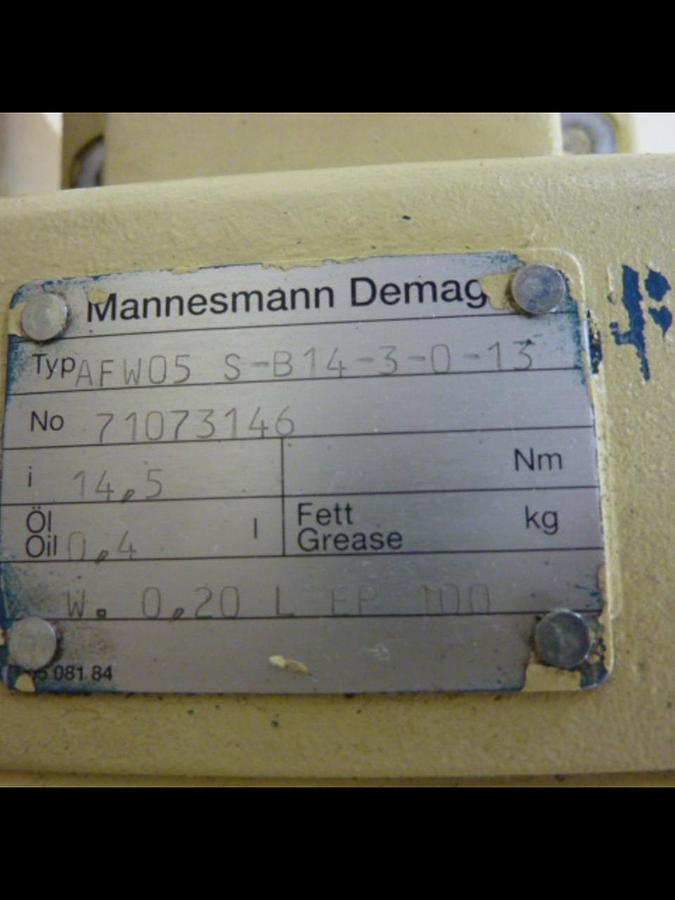 Mannesmann Demag
Typ AFW05 S-B14-3-0-13
No 71073146
i 14,5 Nm
Öl Oil 0,4 l Fett Grease kg
W. 0,20 L EP 100
081 84